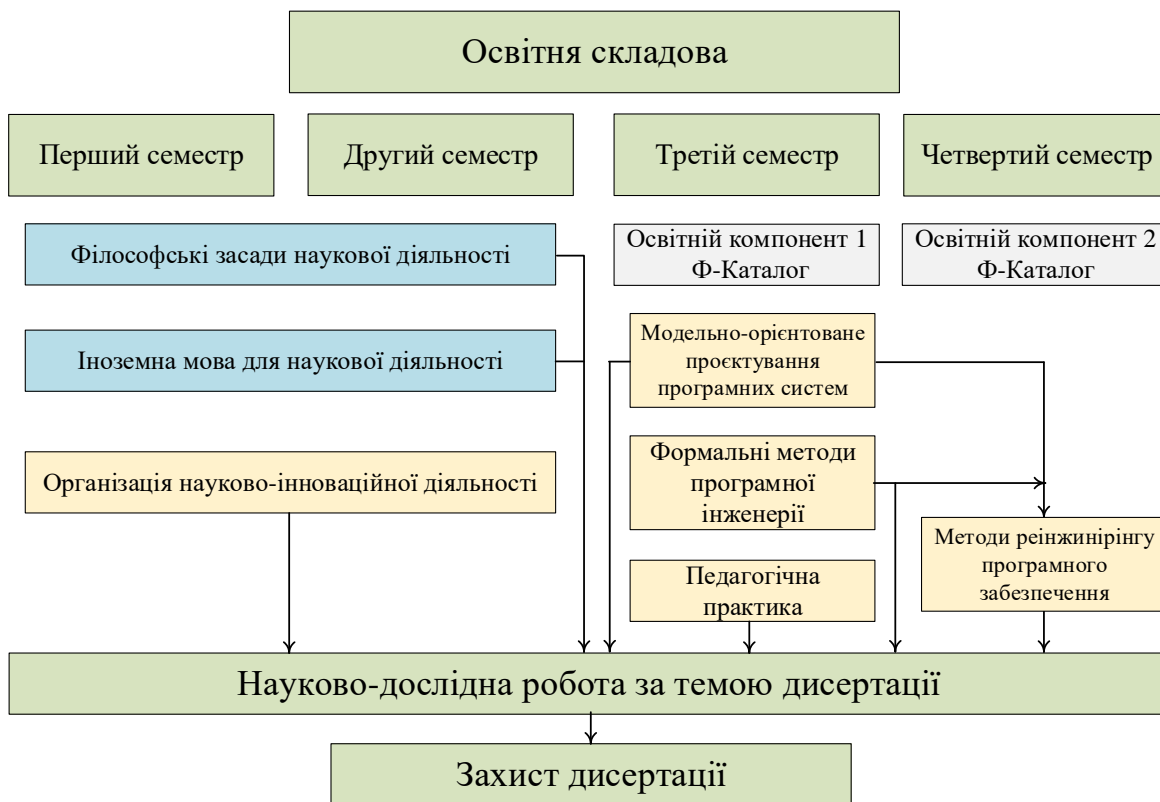 Освітня складова
Перший семестр
Другий семестр
Третій семестр
Четвертий семестр
Філософські засади наукової діяльності
Освітній компонент 1
Ф-Каталог
Освітній компонент 2
Ф-Каталог
Іноземна мова для наукової діяльності
Модельно-орієнтоване
проєктування
програмних систем
Організація науково-інноваційної діяльності
Формальні методи
програмної
інженерії
Методи реінжинірінгу
програмного
забезпечення
Педагогічна
практика
Науково-дослідна робота за темою дисертації
Захист дисертації